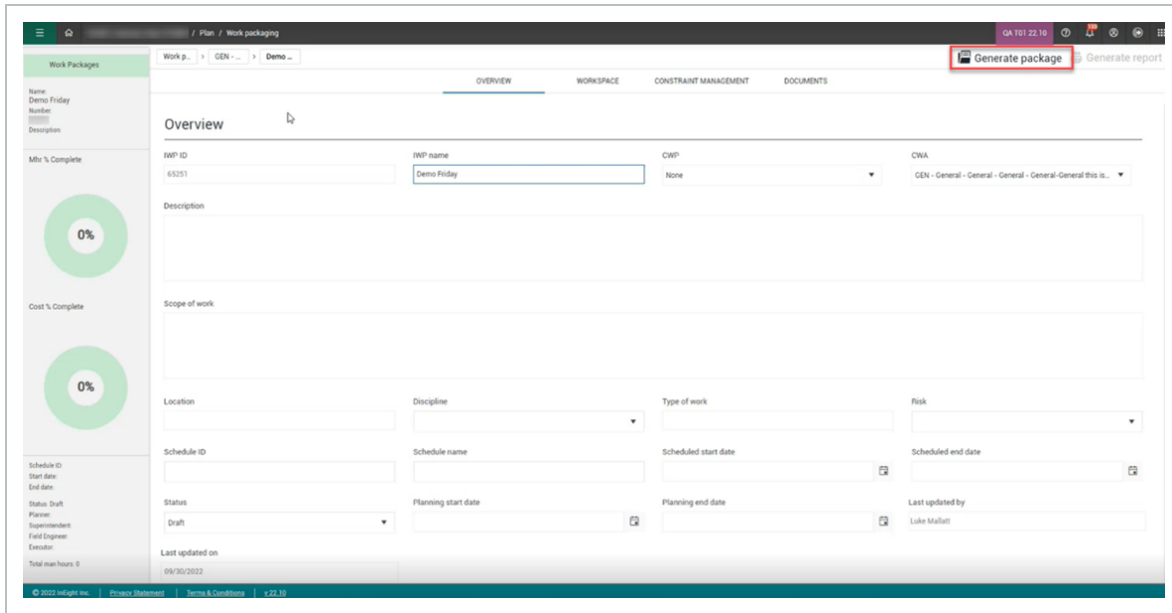 / Plan / Work packaging
QA T01 22.10
Work Packages
Work p... > GEN - ... > Demo ...
Generate package
Generate report
OVERVIEW WORKSPACE CONSTRAINT MANAGEMENT DOCUMENTS
Name:
Demo Friday
Number:
Description:
Overview
Mhr % Complete
0%
Cost % Complete
0%
Schedule ID:
Start date:
End date:
Status: Draft
Planner:
Superintendent:
Field Engineer:
Executor:
Total man hours: 0
IWP ID IWP name CWP CWA
65251 Demo Friday None GEN - General - General - General - General-General this is...
Description
Scope of work
Location Discipline Type of work Risk
Schedule ID Schedule name Scheduled start date Scheduled end date
Status Planning start date Planning end date Last updated by
Draft Luke Mallatt
Last updated on
09/30/2022
© 2022 InEight Inc. | Privacy Statement | Terms & Conditions | v 22.10